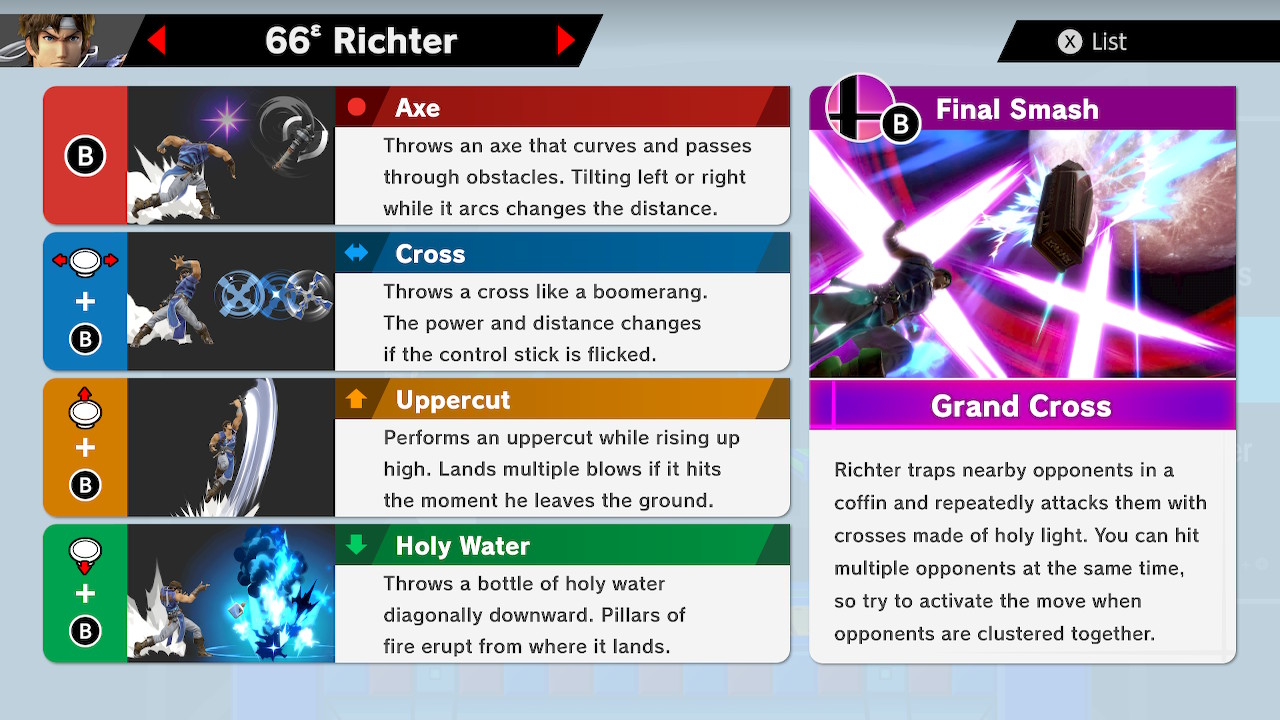 66ᵋ Richter
X List
B
Axe
Throws an axe that curves and passes
through obstacles. Tilting left or right
while it arcs changes the distance.
+
B
Cross
Throws a cross like a boomerang.
The power and distance changes
if the control stick is flicked.
+
B
Uppercut
Performs an uppercut while rising up
high. Lands multiple blows if it hits
the moment he leaves the ground.
+
B
Holy Water
Throws a bottle of holy water
diagonally downward. Pillars of
fire erupt from where it lands.
B
Final Smash
Grand Cross
Richter traps nearby opponents in a
coffin and repeatedly attacks them with
crosses made of holy light. You can hit
multiple opponents at the same time,
so try to activate the move when
opponents are clustered together.